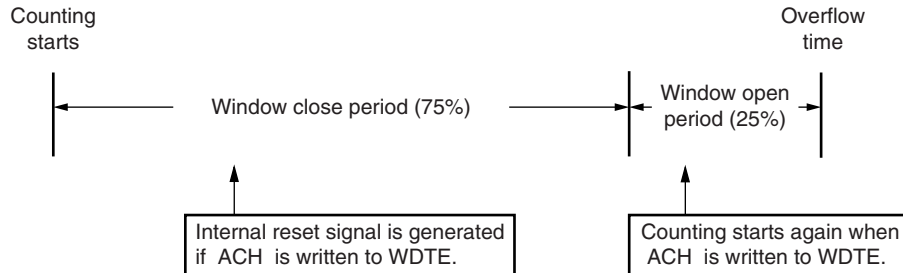 Counting
starts
Overflow
time
Window close period (75%)
Window open
period (25%)
Internal reset signal is generated
if ACH is written to WDTE.
Counting starts again when
ACH is written to WDTE.